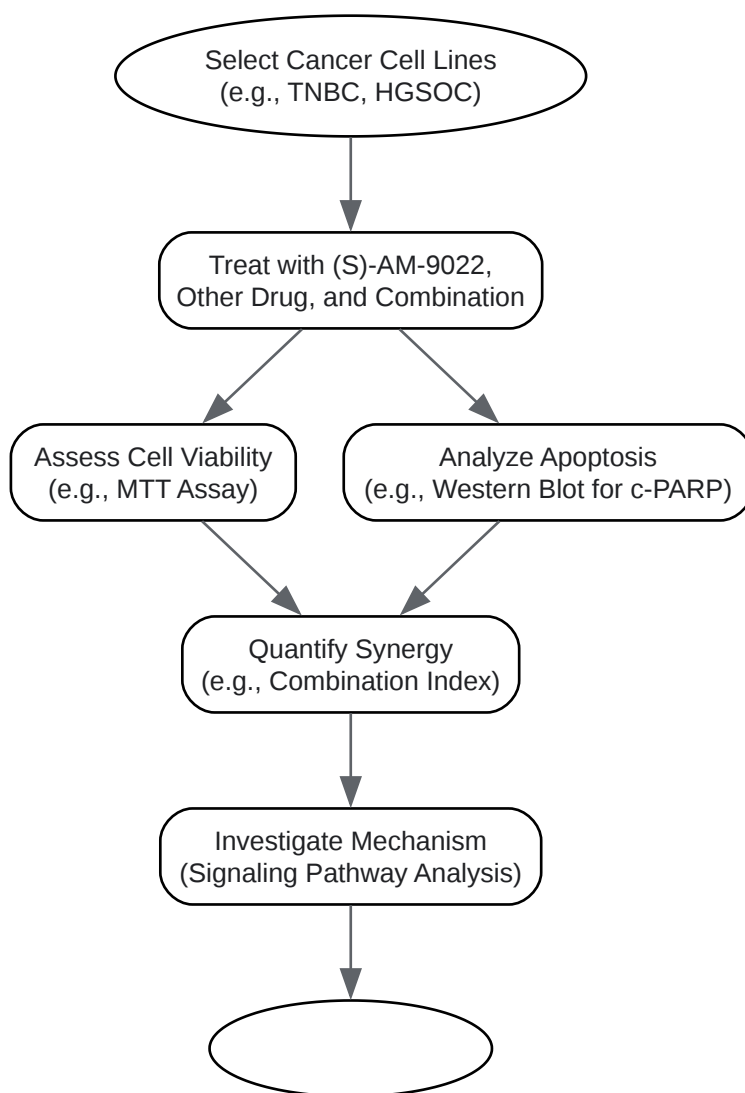 Select Cancer Cell Lines
(e.g., TNBC, HGSOC)
Treat with (S)-AM-9022,
Other Drug, and Combination
Assess Cell Viability
(e.g., MTT Assay)
Analyze Apoptosis
(e.g., Western Blot for c-PARP)
Quantify Synergy
(e.g., Combination Index)
Investigate Mechanism
(Signaling Pathway Analysis)